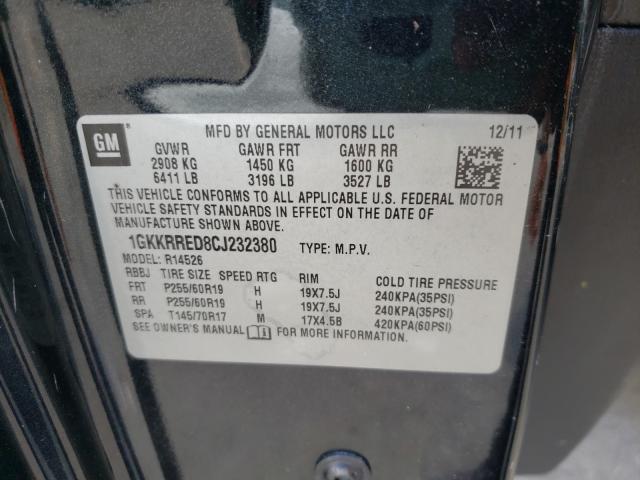 GM
MFD BY GENERAL MOTORS LLC 12/11
GVWR GAWR FRT GAWR RR
2908 KG 1450 KG 1600 KG
6411 LB 3196 LB 3527 LB
THIS VEHICLE CONFORMS TO ALL APPLICABLE U.S. FEDERAL MOTOR
VEHICLE SAFETY STANDARDS IN EFFECT ON THE DATE OF
MANUFACTURE SHOWN ABOVE.
1GKKRRED8CJ232380 TYPE: M.P.V.
MODEL: R14526
RBBJ TIRE SIZE SPEED RTG RIM COLD TIRE PRESSURE
FRT P255/60R19 H 19X7.5J 240KPA(35PSI)
RR P255/60R19 H 19X7.5J 240KPA(35PSI)
SPA T145/70R17 M 17X4.5B 420KPA(60PSI)
SEE OWNER'S MANUAL FOR MORE INFORMATION.